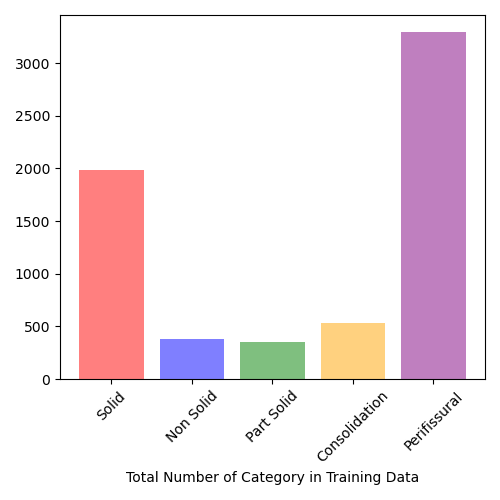 3000
2500
2000
1500
1000
500
0
Solid
Non Solid
Part Solid
Consolidation
Perifissural
Total Number of Category in Training Data